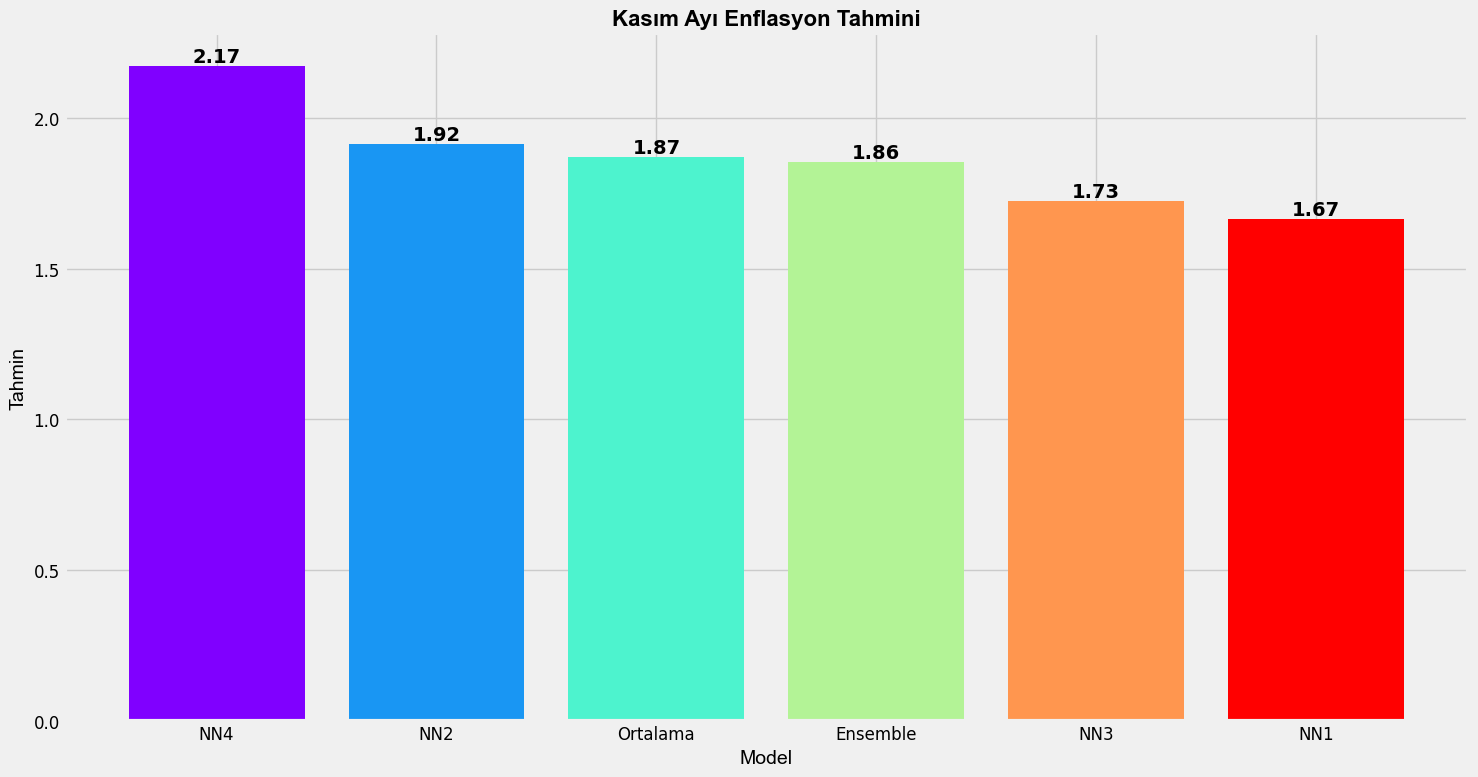 Kasım Ayı Enflasyon Tahmini
2.17
1.92
1.87
1.86
1.73
1.67
Tahmin
2.0
1.5
1.0
0.5
0.0
NN4
NN2
Ortalama
Ensemble
NN3
NN1
Model